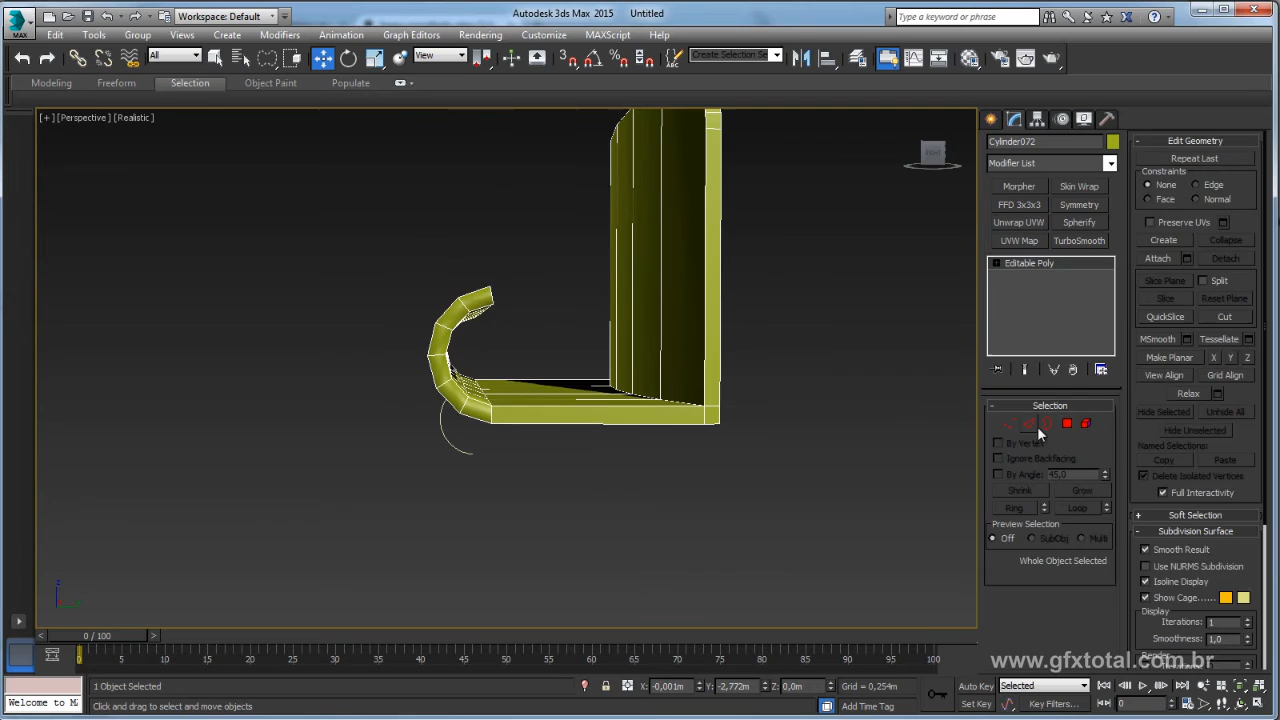 Workspace: Default
Autodesk 3ds Max 2015
Untitled
Type a keyword or phrase
MAX
Edit
Tools
Group
Views
Create
Modifiers
Animation
Graph Editors
Rendering
Customize
MAXScript
Help
All
View
Create Selection Se
Modeling
Freeform
Selection
Object Paint
Populate
[+] [Perspective] [Realistic]
Cylinder072
Modifier List
Morpher
Skin Wrap
FFD 3x3x3
Symmetry
Unwrap UVW
Spherify
UVW Map
TurboSmooth
Editable Poly
Selection
By Vertex
Ignore Backfacing
By Angle: 45,0
Shrink
Grow
Ring
Loop
Preview Selection
Off
SubObj
Multi
Whole Object Selected
Edit Geometry
Repeat Last
Constraints
None
Edge
Face
Normal
Preserve UVs
Create
Collapse
Attach
Detach
Slice Plane
Split
Slice
Reset Plane
QuickSlice
Cut
MSmooth
Tessellate
Make Planar
X
Y
Z
View Align
Grid Align
Relax
Hide Selected
Unhide All
Hide Unselected
Named Selections:
Copy
Paste
Delete Isolated Vertices
Full Interactivity
Soft Selection
Subdivision Surface
Smooth Result
Use NURMS Subdivision
Isoline Display
Show Cage......
Display
Iterations: 1
Smoothness: 1,0
Render
0 / 100
0 5 10 15 20 25 30 35 40 45 50 55 60 65 70 75 80 85 90 95 100
www.gfxtotal.com.br
1 Object Selected
X: -0,001m
Y: -2,772m
Z: 0,0m
Grid = 0,254m
Auto Key
Selected
Welcome to M
Click and drag to select and move objects
Add Time Tag
Set Key
Key Filters...
0